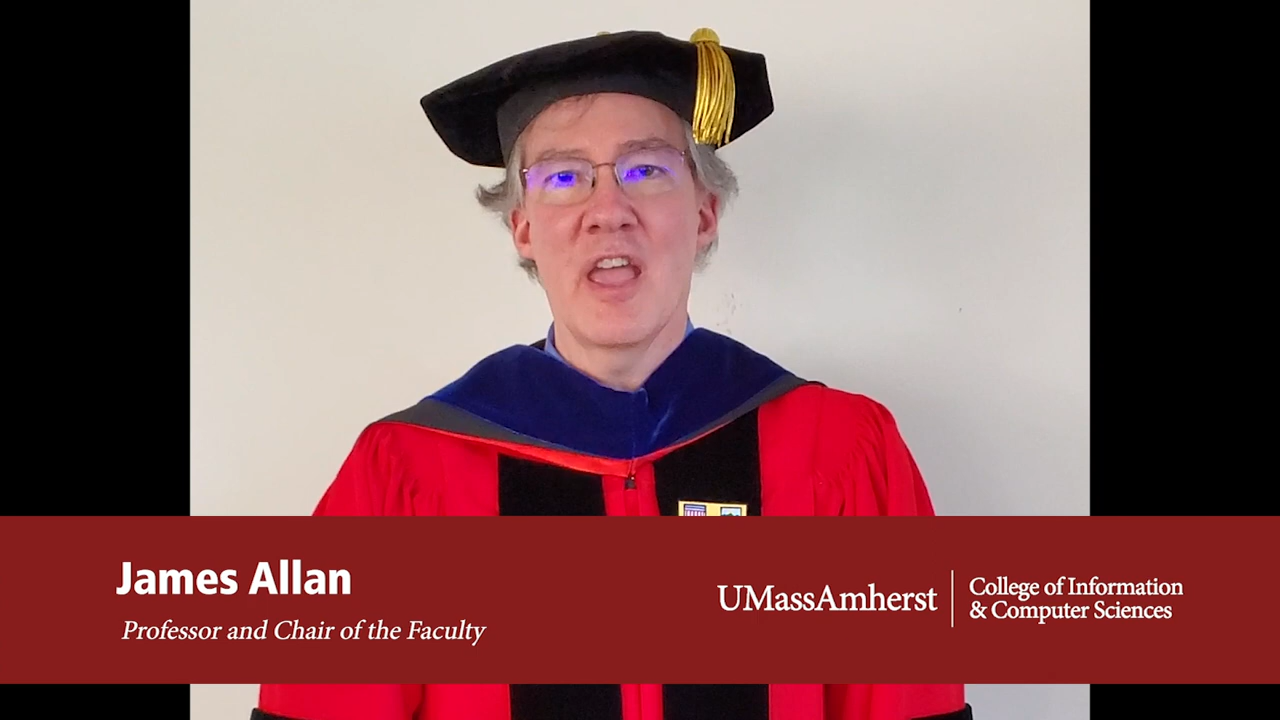 James Allan
Professor and Chair of the Faculty
UMassAmherst
College of Information
& Computer Sciences